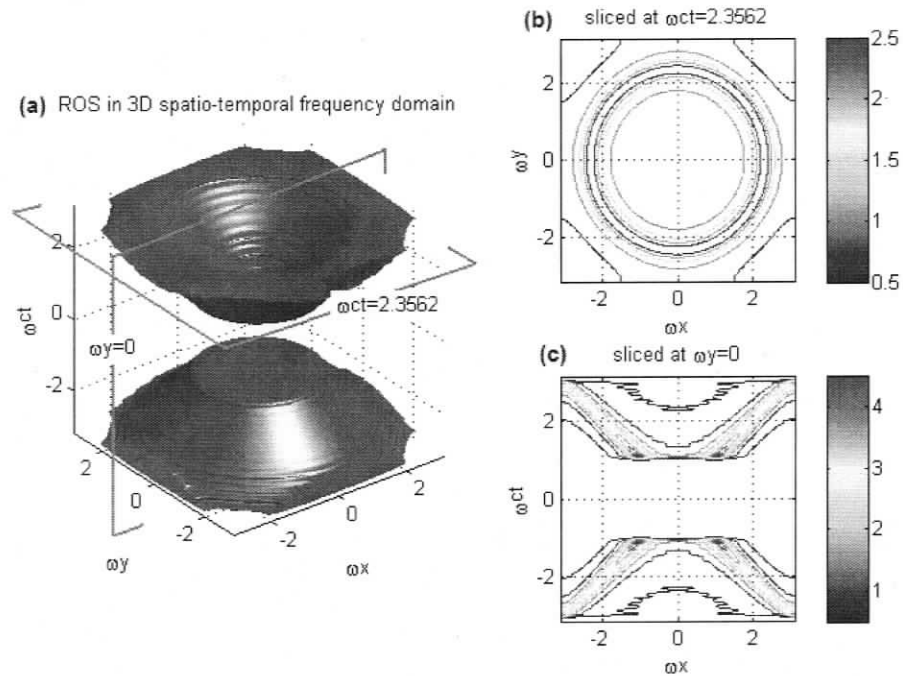 (a) ROS in 3D spatio-temporal frequency domain
2
0
-2
ωct
ωy=0
ωct=2.3562
2
0
-2
ωy
-2
0
2
ωx
(b) sliced at ωct=2.3562
2
0
-2
ωy
-2
0
2
ωx
2.5
2
1.5
1
0.5
(c) sliced at ωy=0
2
0
-2
ωct
-2
0
2
ωx
4
3
2
1